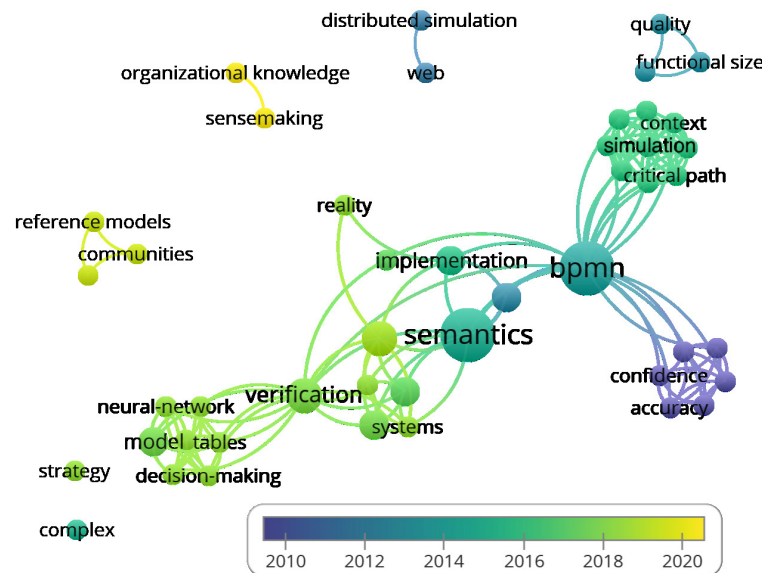 distributed simulation
quality
functional size
organizational knowledge
web
sensemaking
context
simulation
critical path
reality
reference models
communities
implementation
bpmn
semantics
confidence
verification
neural-network
accuracy
systems
model
tables
strategy
decision-making
complex
2010
2012
2014
2016
2018
2020